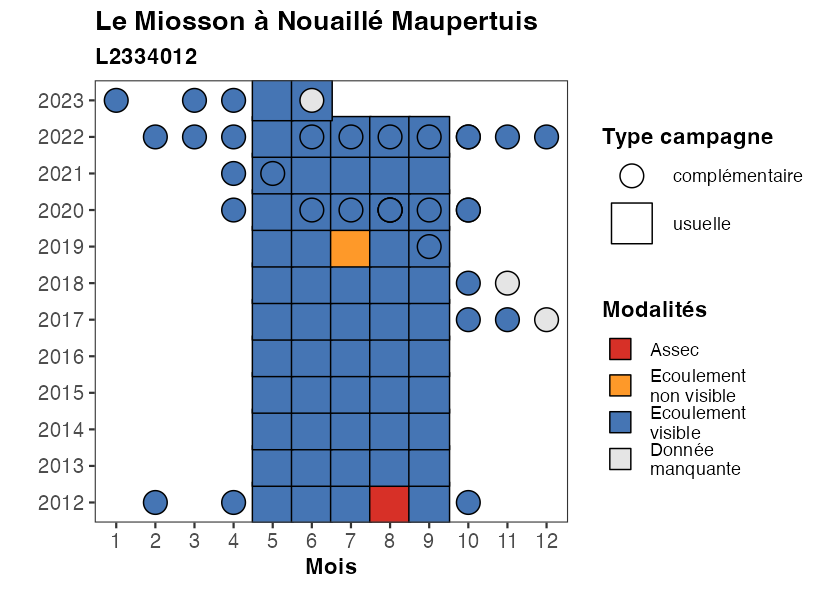 Le Miosson à Nouaillé Maupertuis
L2334012
2023
2022
2021
2020
2019
2018
2017
2016
2015
2014
2013
2012
1 2 3 4 5 6 7 8 9 10 11 12
Mois
Type campagne
complémentaire
usuelle
Modalités
Assec
Ecoulement
non visible
Ecoulement
visible
Donnée
manquante